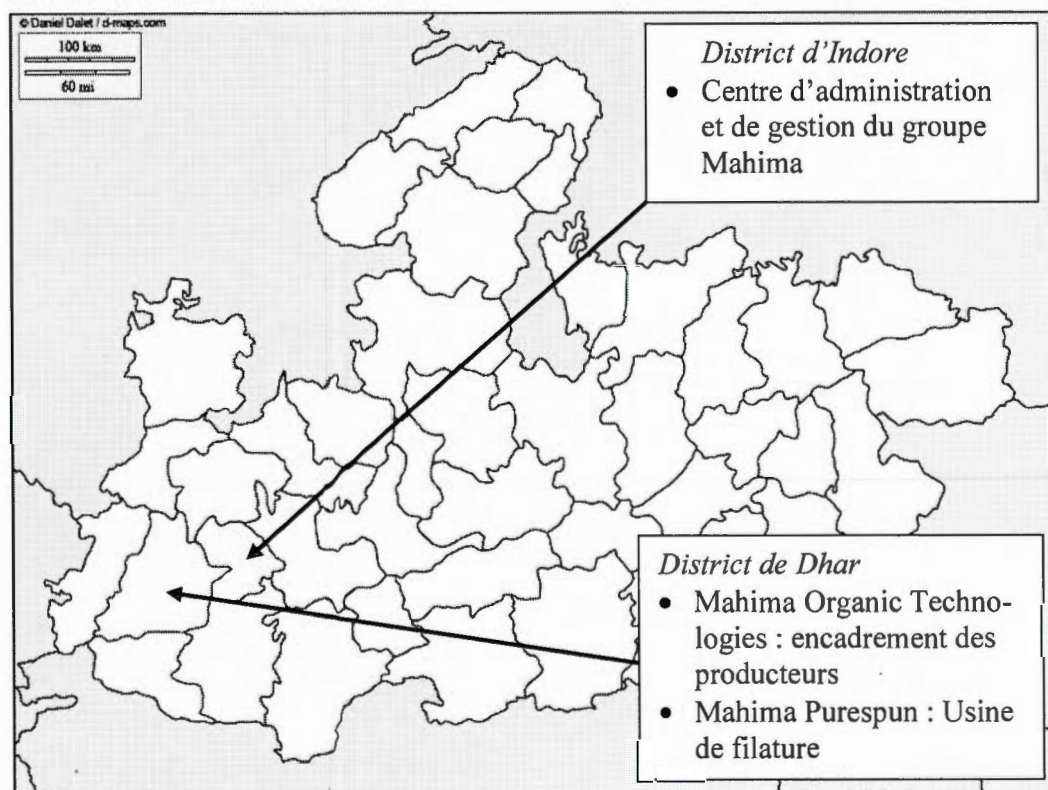 © Daniel Dalet / d-maps.com
100 km
60 mi
District d'Indore
• Centre d'administration
et de gestion du groupe
Mahima
District de Dhar
• Mahima Organic Techno-
logies : encadrement des
producteurs
• Mahima Purespun : Usine
de filature